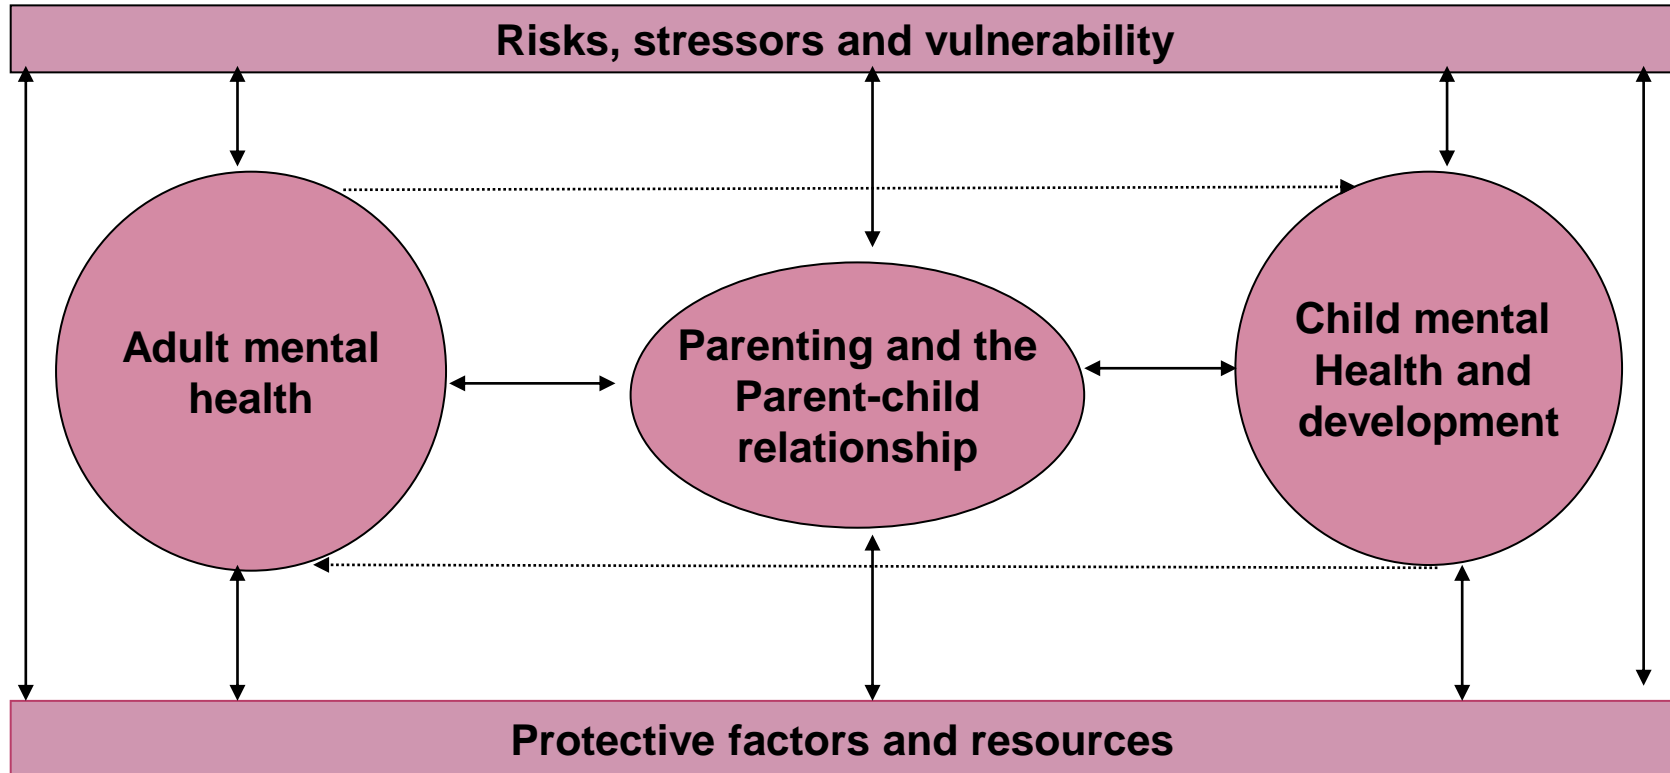 Risks, stressors and vulnerability
Adult mental
health
Parenting and the
Parent-child
relationship
Child mental
Health and
development
Protective factors and resources